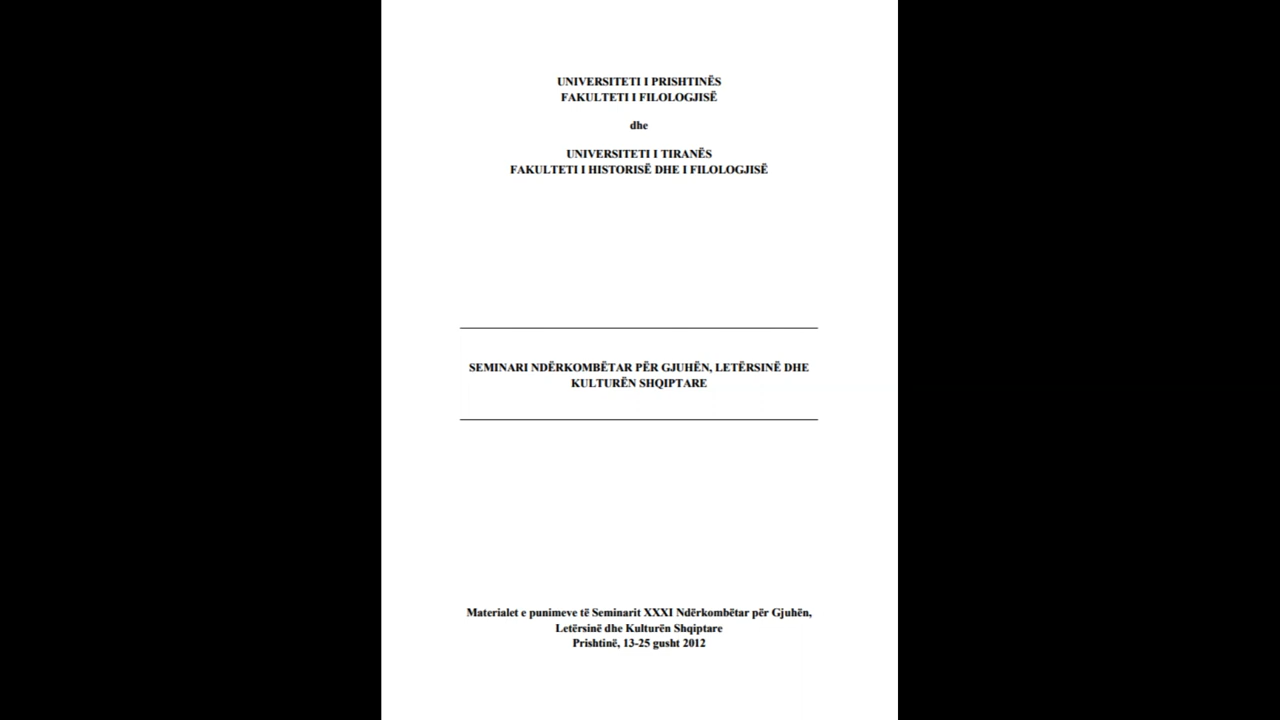 UNIVERSITETI I PRISHTINËS
FAKULTETI I FILOLOGJISË
dhe
UNIVERSITETI I TIRANËS
FAKULTETI I HISTORISË DHE I FILOLOGJISË
SEMINARI NDËRKOMBËTAR PËR GJUHËN, LETËRSINË DHE
KULTURËN SHQIPTARE
Materialet e punimeve të Seminarit XXXI Ndërkombëtar për Gjuhën,
Letërsinë dhe Kulturën Shqiptare
Prishtinë, 13-25 gusht 2012